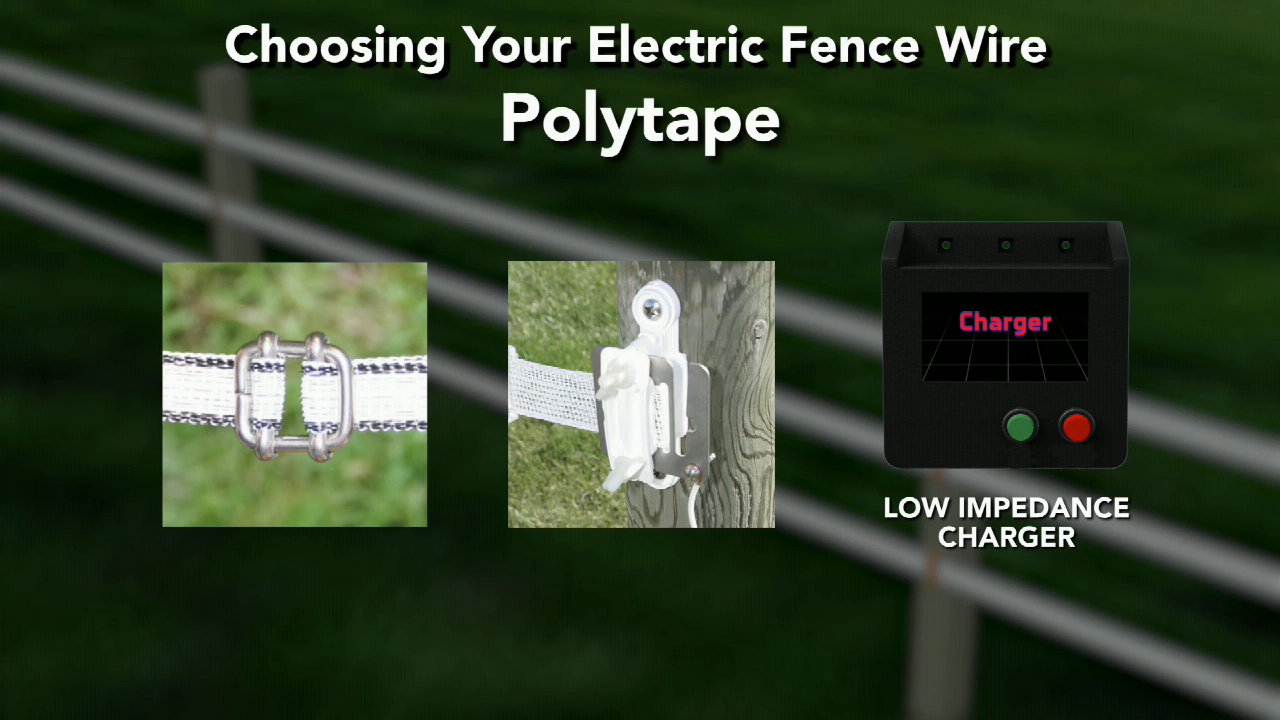 Choosing Your Electric Fence Wire
Polytape
Charger
LOW IMPEDANCE
CHARGER